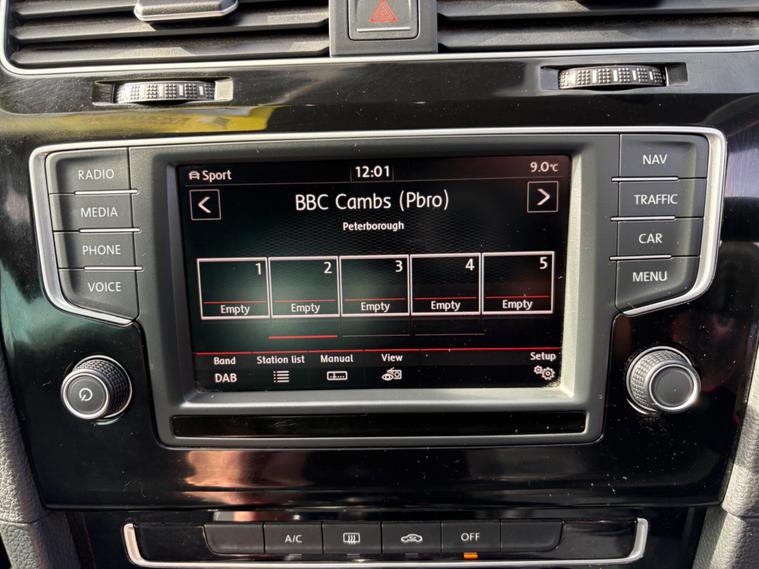 RADIO
MEDIA
PHONE
VOICE
Sport 12:01 9.0°C
BBC Cambs (Pbro)
Peterborough
1 2 3 4 5
Empty Empty Empty Empty Empty
Band Station list Manual View Setup
DAB
NAV
TRAFFIC
CAR
MENU
A/C OFF